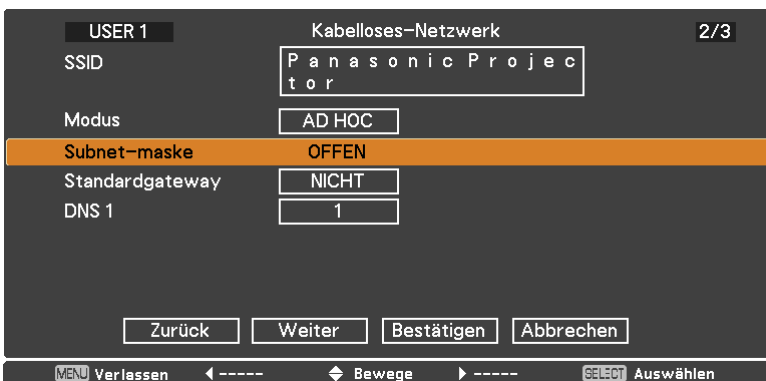 USER 1 Kabelloses-Netzwerk 2/3
SSID Panasonic Projec
tor
Modus AD HOC
Subnet-maske OFFEN
Standardgateway NICHT
DNS 1 1
Zurück Weiter Bestätigen Abbrechen
MENU Verlassen ----- Bewege ----- SELECT Auswählen